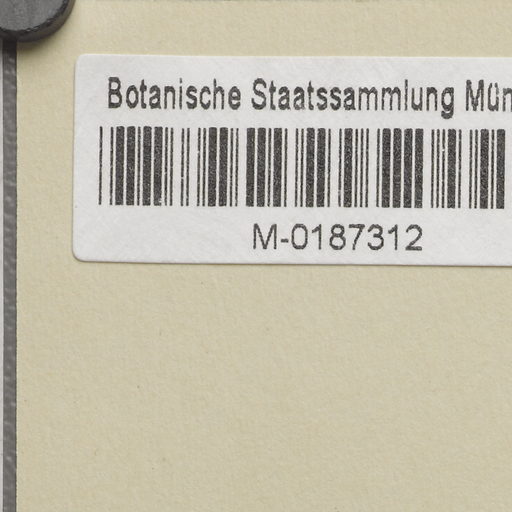 Botanische Staatssammlung Mün
M-0187312